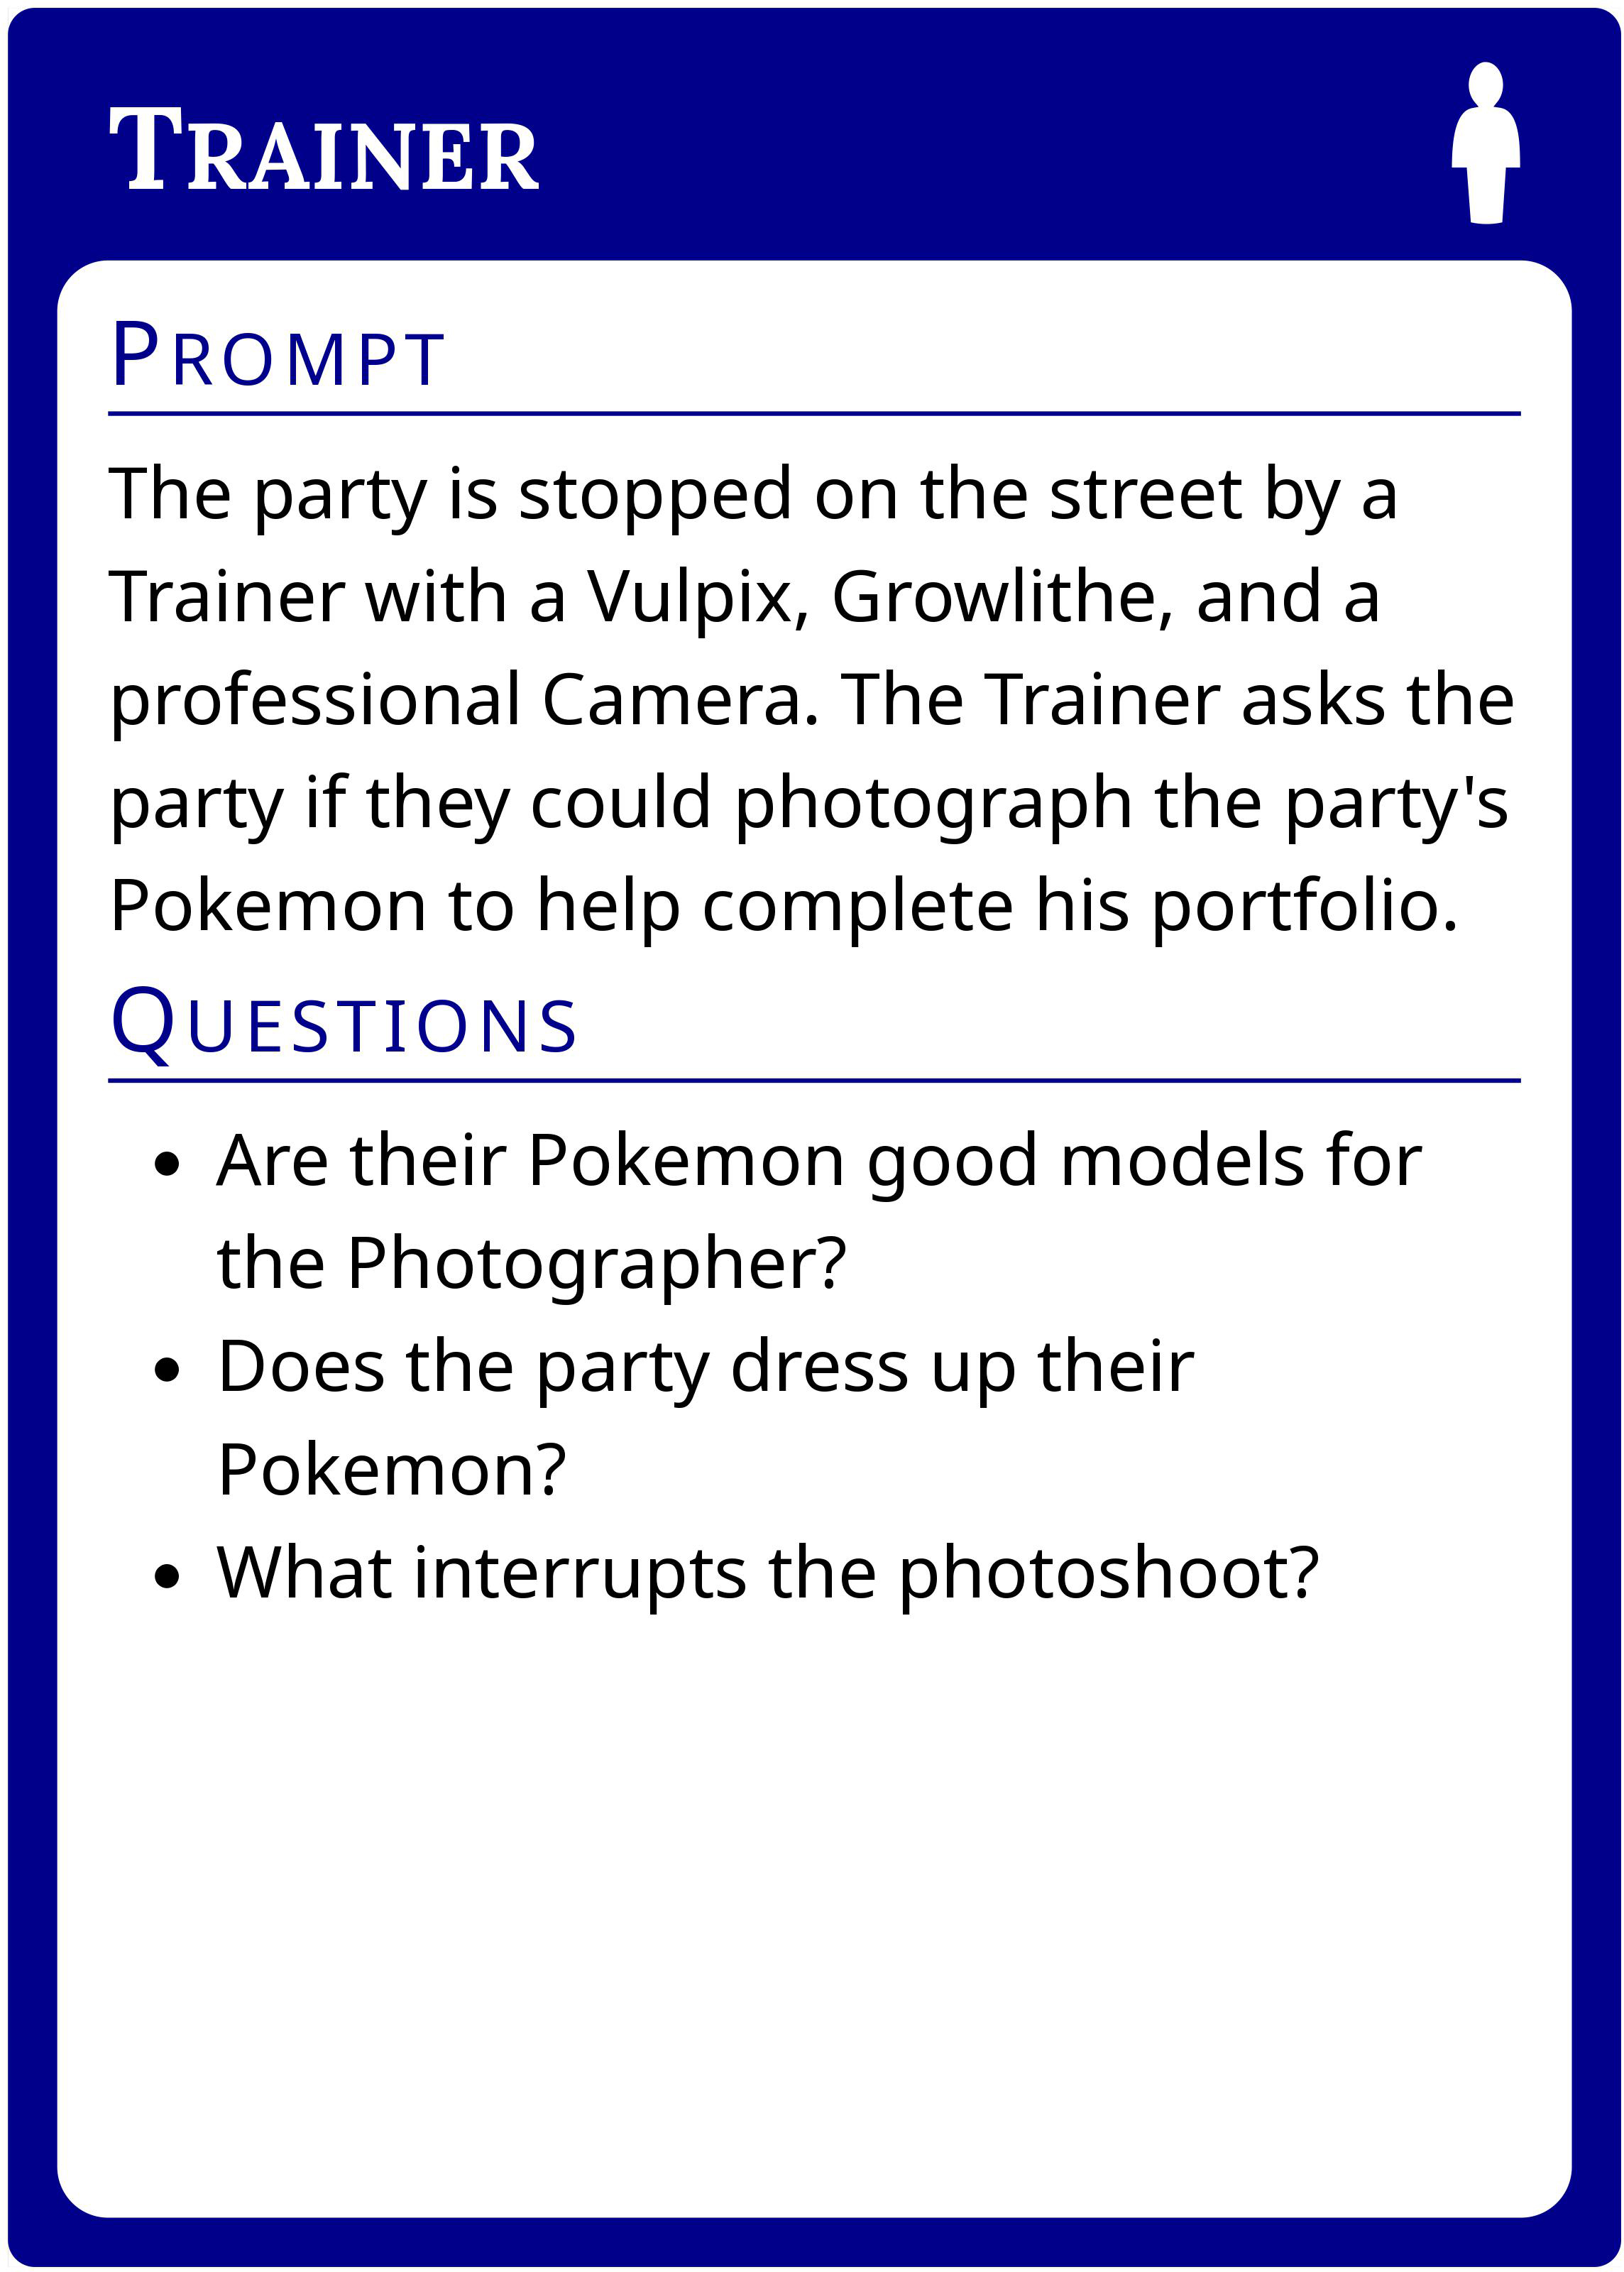 Trainer
Prompt
The party is stopped on the street by a
Trainer with a Vulpix, Growlithe, and a
professional Camera. The Trainer asks the
party if they could photograph the party's
Pokemon to help complete his portfolio.
Questions
• Are their Pokemon good models for
the Photographer?
• Does the party dress up their
Pokemon?
• What interrupts the photoshoot?